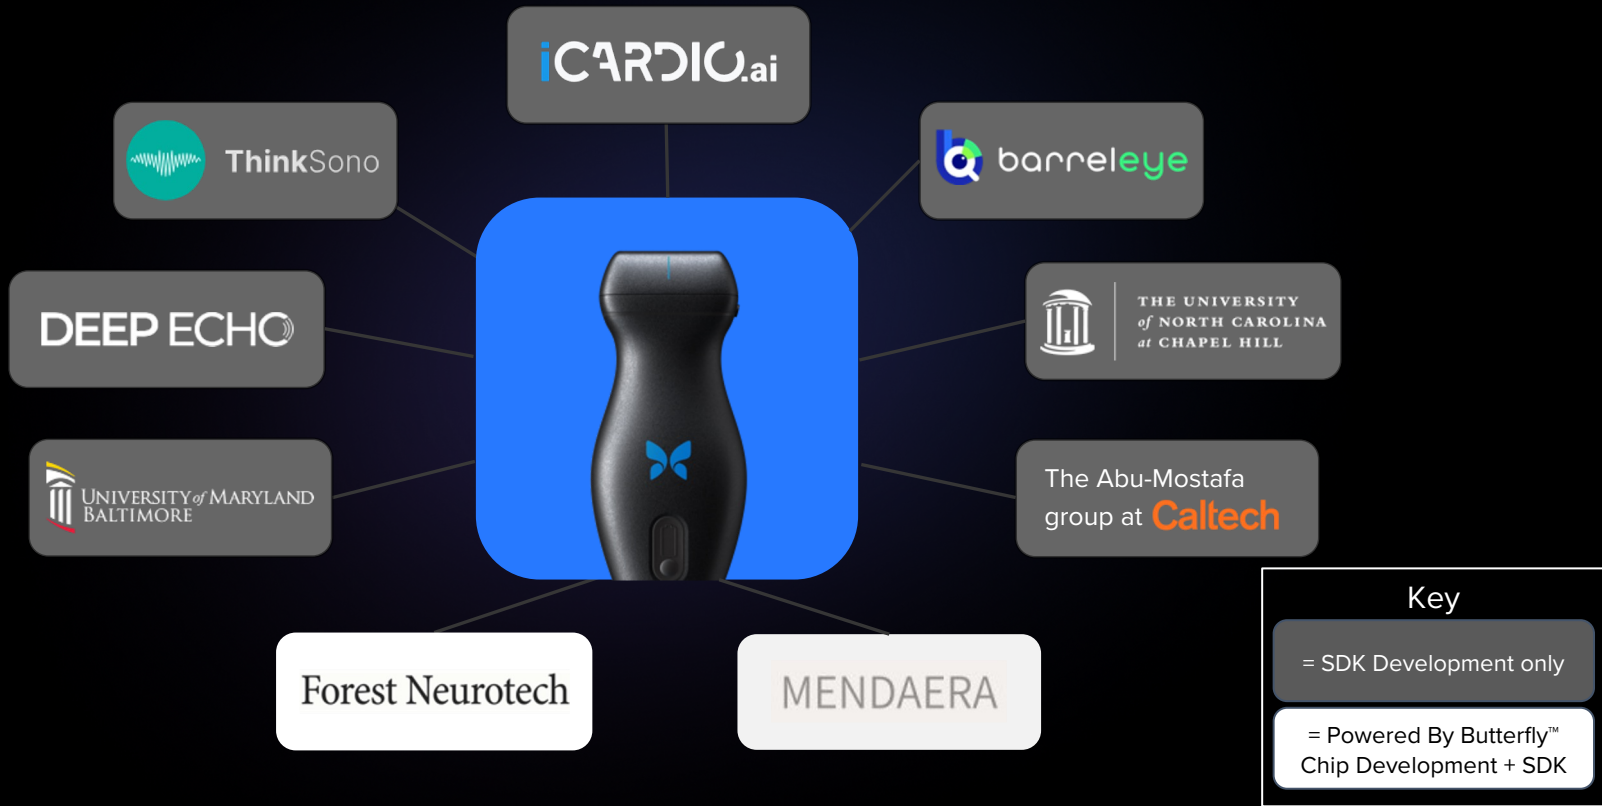 iCARDIO.ai
ThinkSono
barreleye
DEEP ECHO
THE UNIVERSITY
of NORTH CAROLINA
at CHAPEL HILL
UNIVERSITY of MARYLAND
BALTIMORE
The Abu-Mostafa
group at Caltech
Forest Neurotech
MENDAERA
Key
= SDK Development only
= Powered By Butterfly™
Chip Development + SDK